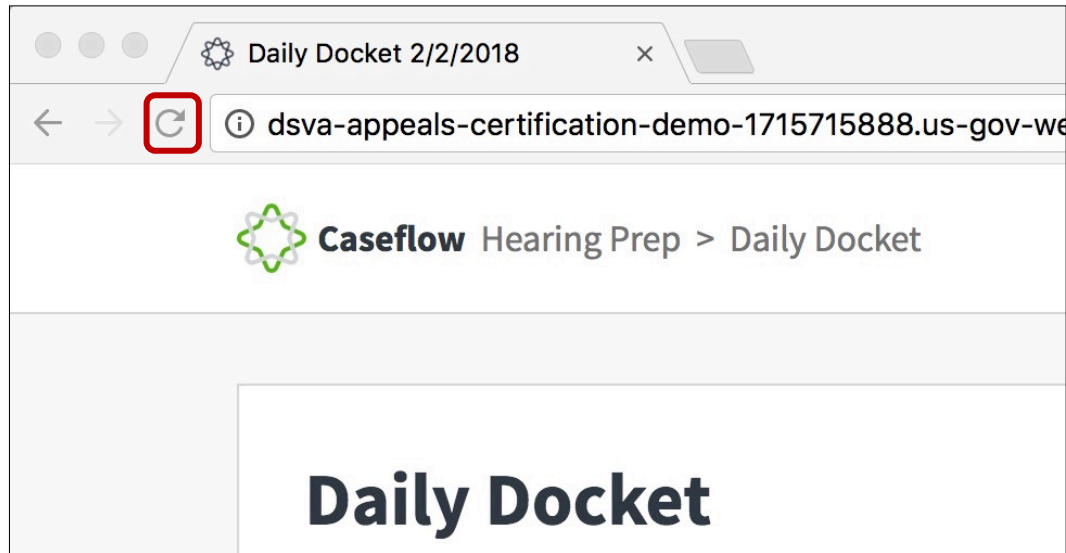 Daily Docket 2/2/2018
dsva-appeals-certification-demo-1715715888.us-gov-we
Caseflow Hearing Prep > Daily Docket
Daily Docket